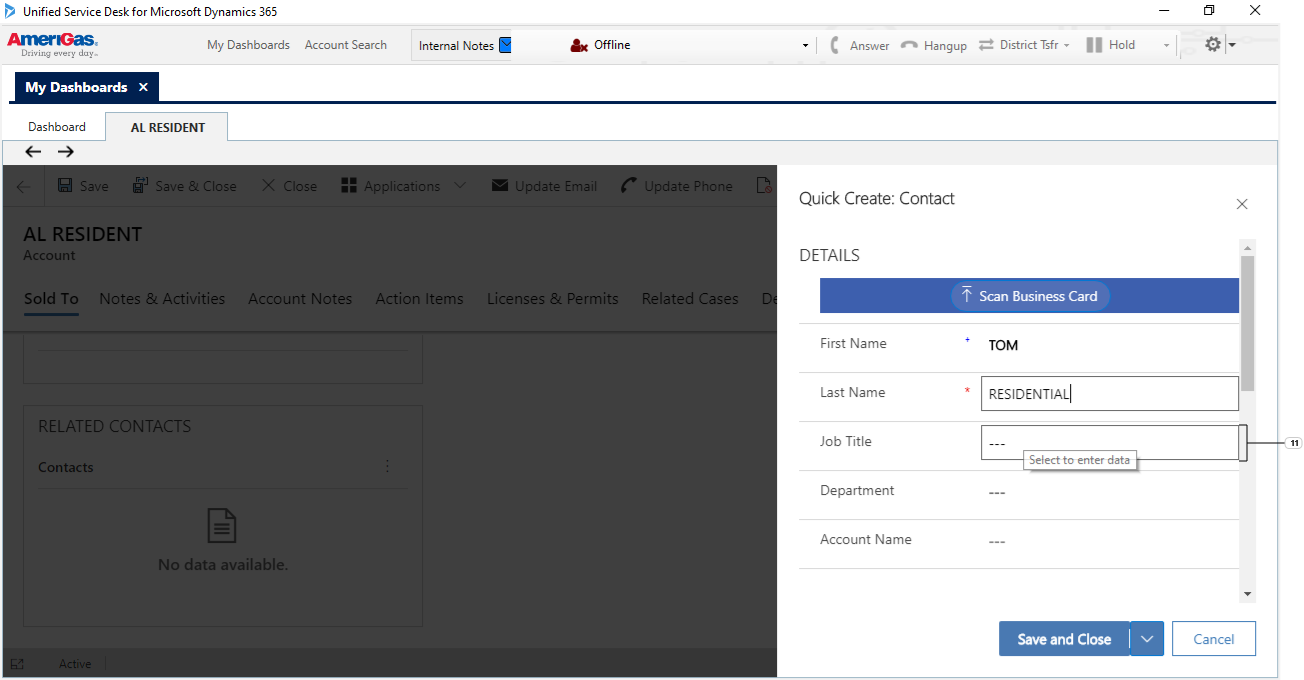 Unified Service Desk for Microsoft Dynamics 365
AmeriGas.
Driving every day™
My Dashboards Account Search Internal Notes Offline Answer Hangup District Tsfr Hold
My Dashboards ×
Dashboard AL RESIDENT
Save Save & Close Close Applications Update Email Update Phone
AL RESIDENT
Account
Sold To Notes & Activities Account Notes Action Items Licenses & Permits Related Cases De
RELATED CONTACTS
Contacts
No data available.
Active
Quick Create: Contact
DETAILS
Scan Business Card
First Name + TOM
Last Name * RESIDENTIAL
Job Title ---
11
Select to enter data
Department ---
Account Name ---
Save and Close Cancel